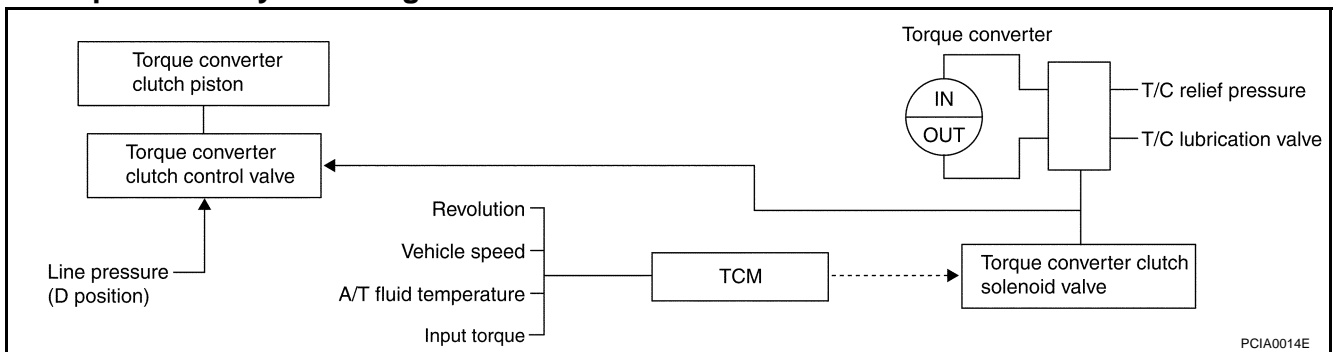 Torque converter
clutch piston
Torque converter
clutch control valve
Line pressure
(D position)
Revolution
Vehicle speed
A/T fluid temperature
Input torque
TCM
Torque converter
IN
OUT
T/C relief pressure
T/C lubrication valve
Torque converter clutch
solenoid valve
PCIA0014E